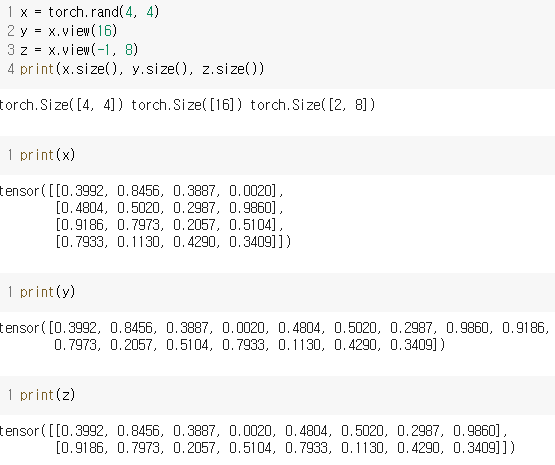 1 x = torch.rand(4, 4)
2 y = x.view(16)
3 z = x.view(-1, 8)
4 print(x.size(), y.size(), z.size())
torch.Size([4, 4]) torch.Size([16]) torch.Size([2, 8])
1 print(x)
tensor([[0.3992, 0.8456, 0.3887, 0.0020],
[0.4804, 0.5020, 0.2987, 0.9860],
[0.9186, 0.7973, 0.2057, 0.5104],
[0.7933, 0.1130, 0.4290, 0.3409]])
1 print(y)
tensor([0.3992, 0.8456, 0.3887, 0.0020, 0.4804, 0.5020, 0.2987, 0.9860, 0.9186,
0.7973, 0.2057, 0.5104, 0.7933, 0.1130, 0.4290, 0.3409])
1 print(z)
tensor([[0.3992, 0.8456, 0.3887, 0.0020, 0.4804, 0.5020, 0.2987, 0.9860],
[0.9186, 0.7973, 0.2057, 0.5104, 0.7933, 0.1130, 0.4290, 0.3409]])